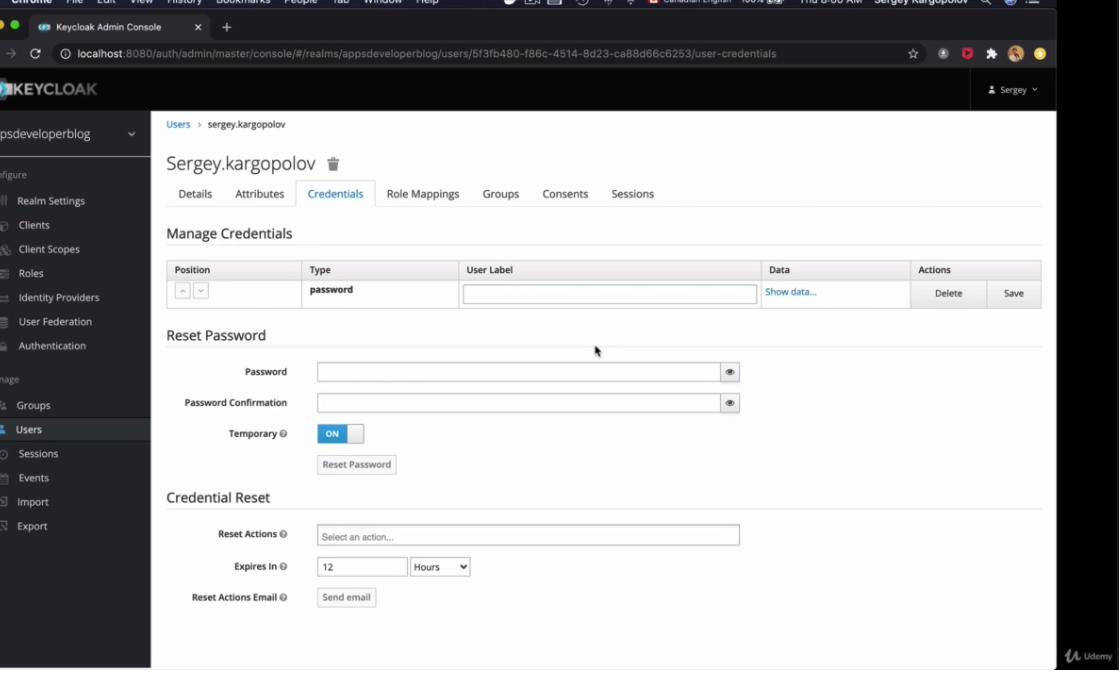 Chrome File Edit View History Bookmarks People Tab Window Help Canadian English 100% Thu 8:00 AM Sergey Kargopolov
Keycloak Admin Console
localhost:8080/auth/admin/master/console/#/realms/appsdeveloperblog/users/5f3fb480-f86c-4514-8d23-ca88d66c6253/user-credentials
KEYCLOAK Sergey
psdeveloperblog
Users > sergey.kargopolov
Sergey.kargopolov
Details Attributes Credentials Role Mappings Groups Consents Sessions
nfigure
Realm Settings
Clients
Client Scopes
Roles
Identity Providers
User Federation
Authentication
nage
Groups
Users
Sessions
Events
Import
Export
Manage Credentials
Position Type User Label Data Actions
password Show data... Delete Save
Reset Password
Password
Password Confirmation
Temporary ON
Reset Password
Credential Reset
Reset Actions Select an action...
Expires In 12 Hours
Reset Actions Email Send email
Udemy